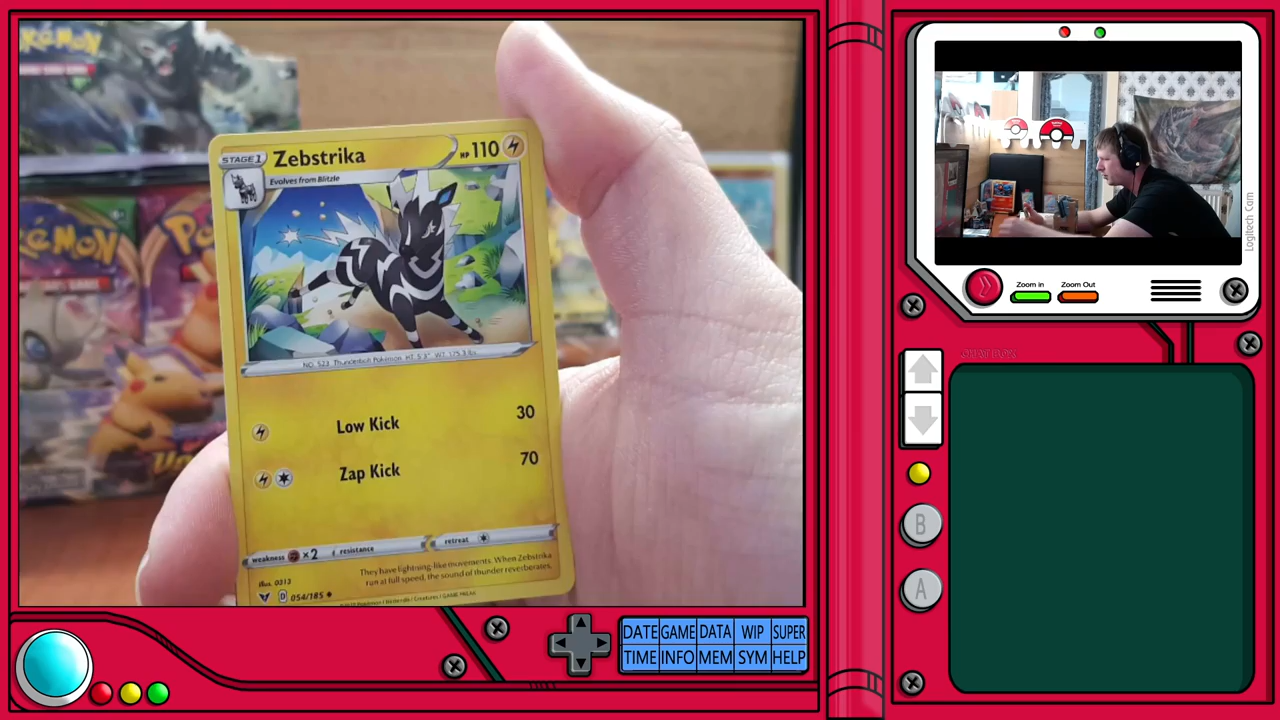 POKÉMON
STAGE 1
Zebstrika
HP 110
Evolves from Blitzle
NO. 523 Thunderbolt Pokémon HT: 5'3" WT: 175.3 lbs.
Low Kick
30
Zap Kick
70
weakness
×2
resistance
retreat
They have lightning-like movements. When Zebstrika
run at full speed, the sound of thunder reverberates.
illus. 0313
D
054/185
Logitech Cam
Zoom in
Zoom Out
B
A
DATE GAME DATA WIP SUPER
TIME INFO MEM SYM HELP